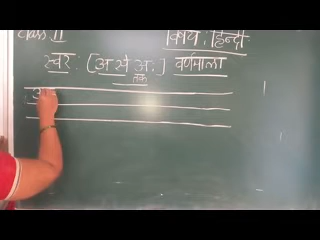 class II
विषय : हिन्दी
स्वर : [अ से अः] वर्णमाला
तक